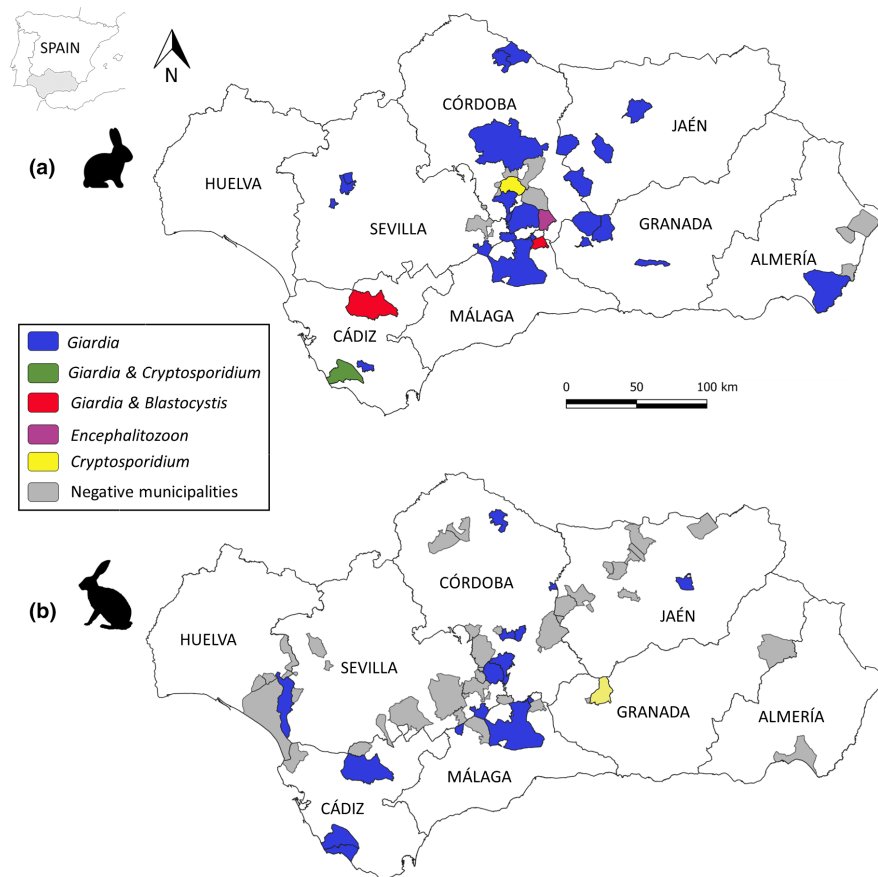 SPAIN
N
(a)
CÓRDOBA
JAÉN
HUELVA
SEVILLA
GRANADA
ALMERÍA
MÁLAGA
CÁDIZ
Giardia
Giardia & Cryptosporidium
Giardia & Blastocystis
Encephalitozoon
Cryptosporidium
Negative municipalities
0 50 100 km
(b)
CÓRDOBA
JAÉN
HUELVA
SEVILLA
GRANADA
ALMERÍA
MÁLAGA
CÁDIZ